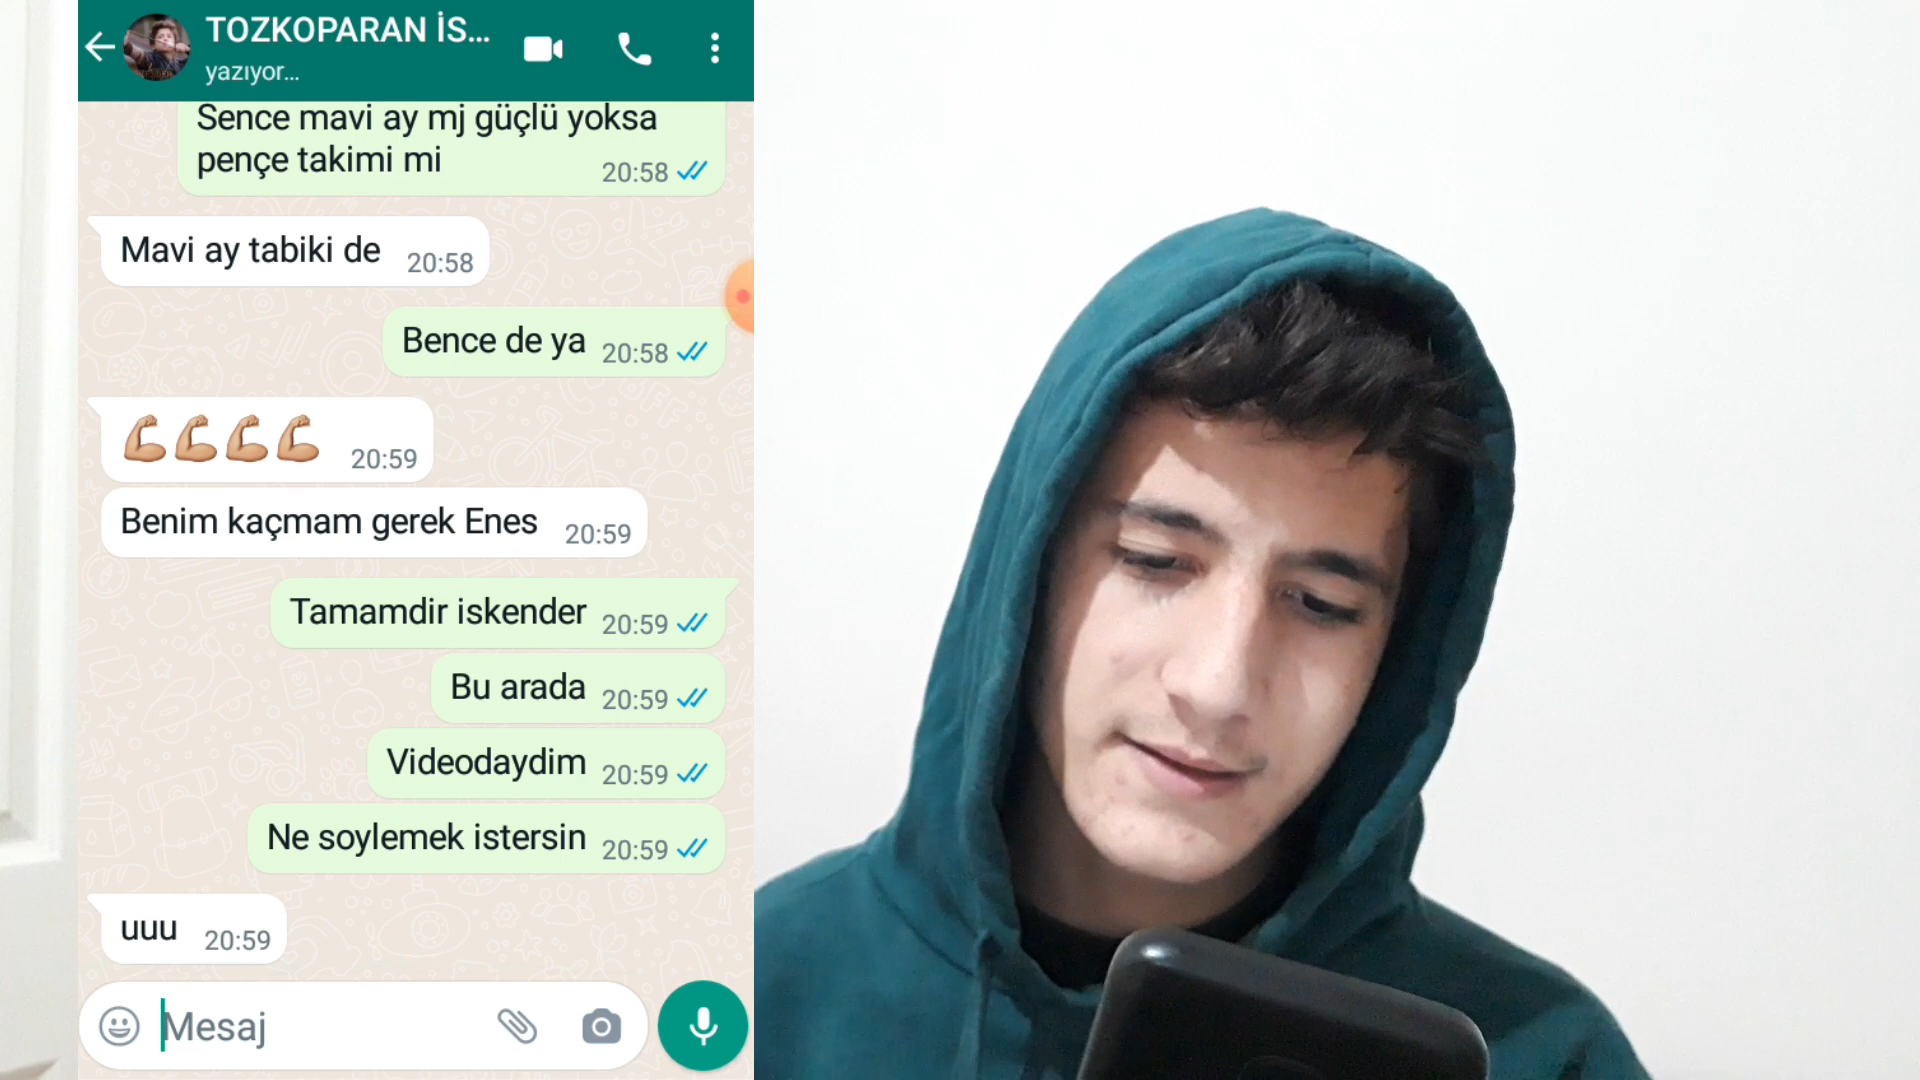 TOZKOPARAN İS...
yazıyor...
Sence mavi ay mj güçlü yoksa
pençe takimi mi 20:58
Mavi ay tabiki de 20:58
Bence de ya 20:58
💪🏼💪🏼💪🏼💪🏼 20:59
Benim kaçmam gerek Enes 20:59
Tamamdir iskender 20:59
Bu arada 20:59
Videodaydim 20:59
Ne soylemek istersin 20:59
uuu 20:59
Mesaj